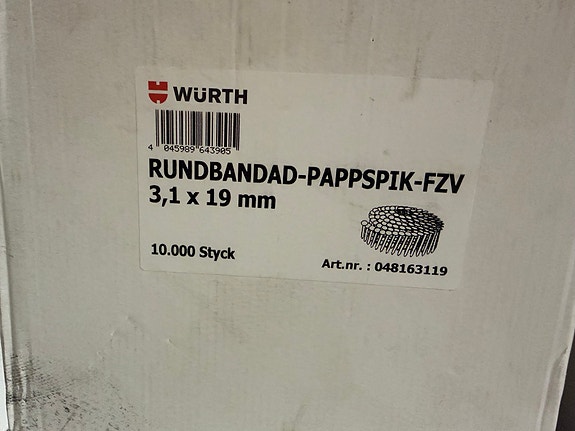 WÜRTH
4 045989 643905
RUNDBANDAD-PAPPSPIK-FZV
3,1 x 19 mm
10.000 Styck
Art.nr. : 048163119